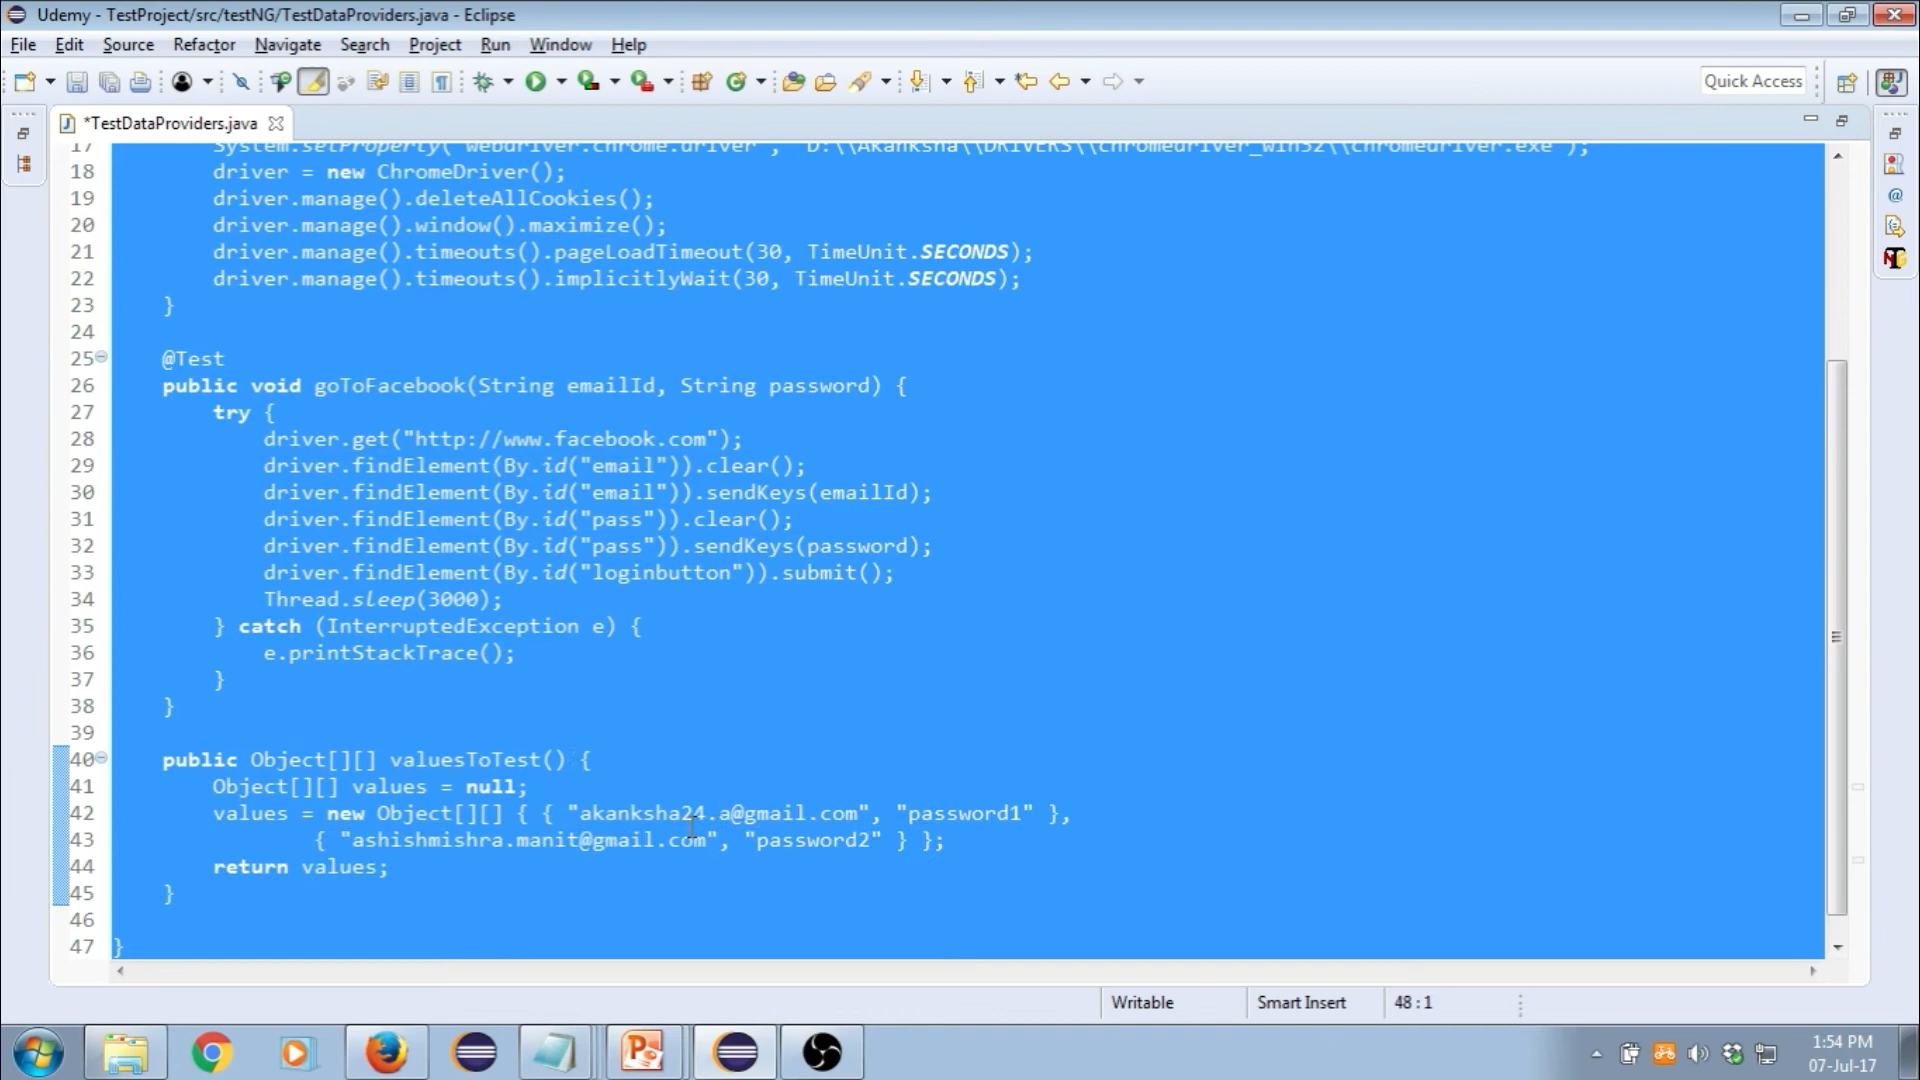 Udemy - TestProject/src/testNG/TestDataProviders.java - Eclipse
File Edit Source Refactor Navigate Search Project Run Window Help
Quick Access
*TestDataProviders.java
17 System.setProperty("webdriver.chrome.driver", "D:\\Akanksha\\DRIVERS\\chromedriver_win32\\chromedriver.exe");
18 driver = new ChromeDriver();
19 driver.manage().deleteAllCookies();
20 driver.manage().window().maximize();
21 driver.manage().timeouts().pageLoadTimeout(30, TimeUnit.SECONDS);
22 driver.manage().timeouts().implicitlyWait(30, TimeUnit.SECONDS);
23 }
24
25 @Test
26 public void goToFacebook(String emailId, String password) {
27 try {
28 driver.get("http://www.facebook.com");
29 driver.findElement(By.id("email")).clear();
30 driver.findElement(By.id("email")).sendKeys(emailId);
31 driver.findElement(By.id("pass")).clear();
32 driver.findElement(By.id("pass")).sendKeys(password);
33 driver.findElement(By.id("loginbutton")).submit();
34 Thread.sleep(3000);
35 } catch (InterruptedException e) {
36 e.printStackTrace();
37 }
38 }
39
40 public Object[][] valuesToTest() {
41 Object[][] values = null;
42 values = new Object[][] { { "akanksha24.a@gmail.com", "password1" },
43 { "ashishmishra.manit@gmail.com", "password2" } };
44 return values;
45 }
46
47 }
Writable Smart Insert 48 : 1
1:54 PM
07-Jul-17